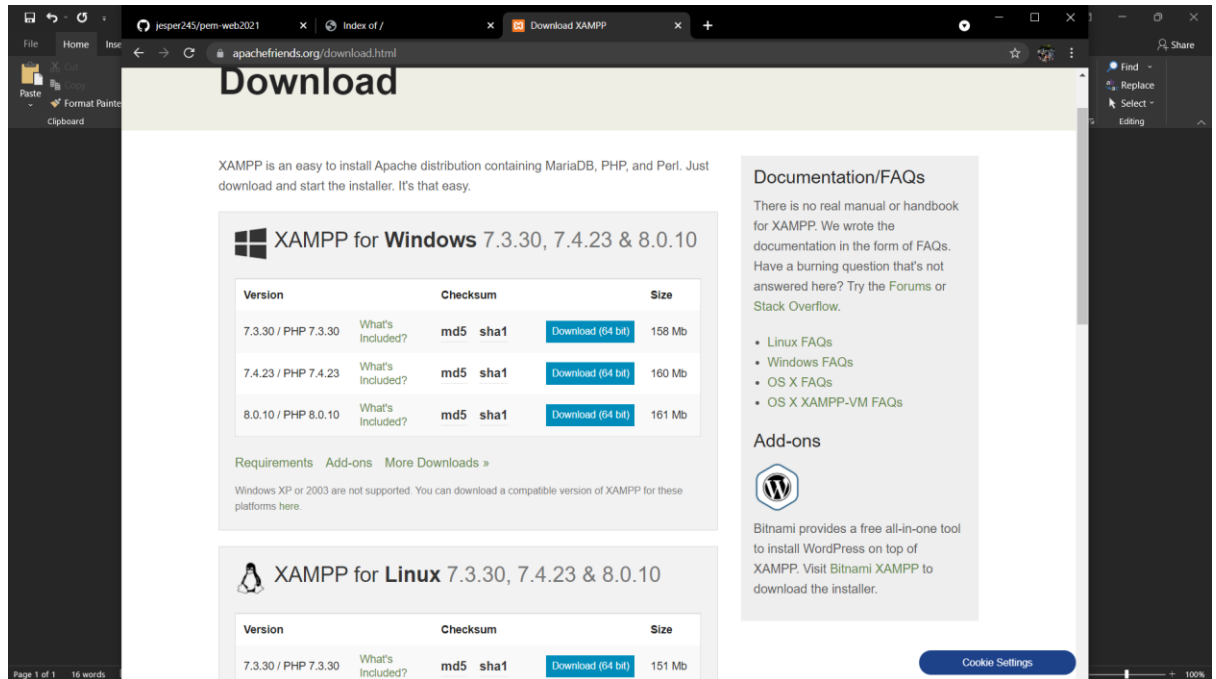 File Home Inse
Share
Paste
Cut
Copy
Format Painte
Clipboard
Find
Replace
Select
Editing
jesper245/pem-web2021
Index of /
Download XAMPP
apachefriends.org/download.html
Download
XAMPP is an easy to install Apache distribution containing MariaDB, PHP, and Perl. Just
download and start the installer. It's that easy.
XAMPP for Windows 7.3.30, 7.4.23 & 8.0.10
Version Checksum Size
7.3.30 / PHP 7.3.30 What's Included? md5 sha1 Download (64 bit) 158 Mb
7.4.23 / PHP 7.4.23 What's Included? md5 sha1 Download (64 bit) 160 Mb
8.0.10 / PHP 8.0.10 What's Included? md5 sha1 Download (64 bit) 161 Mb
Requirements Add-ons More Downloads »
Windows XP or 2003 are not supported. You can download a compatible version of XAMPP for these
platforms here.
XAMPP for Linux 7.3.30, 7.4.23 & 8.0.10
Version Checksum Size
7.3.30 / PHP 7.3.30 What's Included? md5 sha1 Download (64 bit) 151 Mb
Documentation/FAQs
There is no real manual or handbook
for XAMPP. We wrote the
documentation in the form of FAQs.
Have a burning question that's not
answered here? Try the Forums or
Stack Overflow.
• Linux FAQs
• Windows FAQs
• OS X FAQs
• OS X XAMPP-VM FAQs
Add-ons
Bitnami provides a free all-in-one tool
to install WordPress on top of
XAMPP. Visit Bitnami XAMPP to
download the installer.
Cookie Settings
Page 1 of 1 16 words
100%